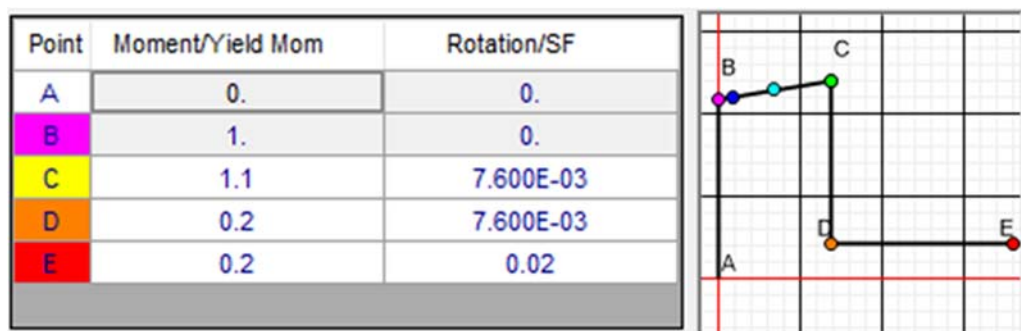 Point Moment/Yield Mom Rotation/SF
A 0. 0.
B 1. 0.
C 1.1 7.600E-03
D 0.2 7.600E-03
E 0.2 0.02
C
B
D
E
A